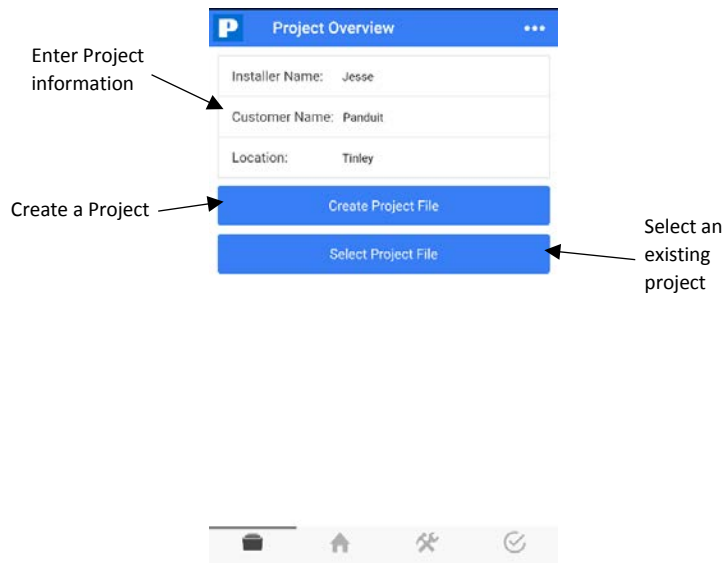 P Project Overview
Enter Project
information
Installer Name: Jesse
Customer Name: Panduit
Location: Tinley
Create a Project
Create Project File
Select Project File
Select an
existing
project